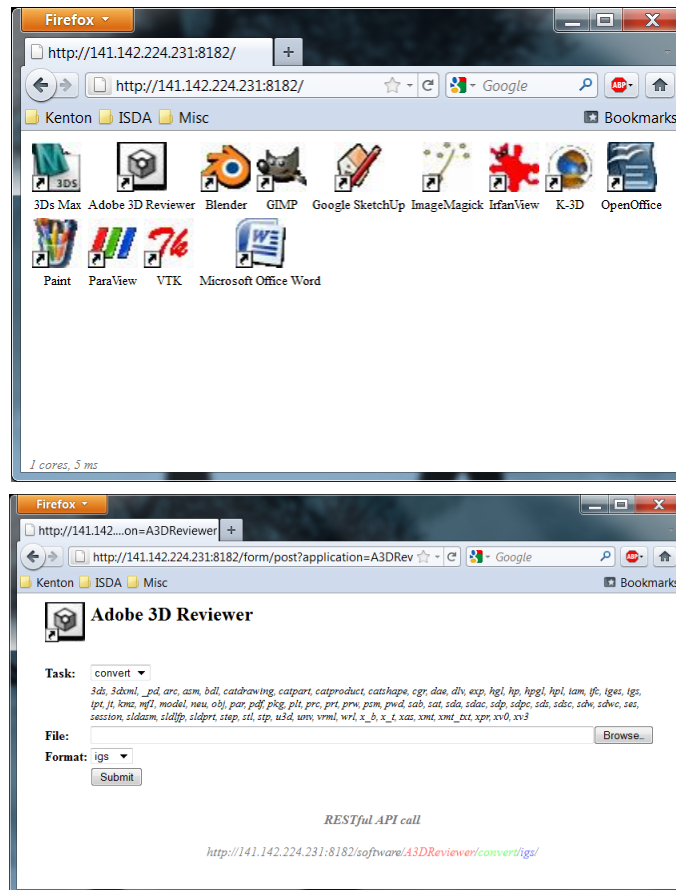 Firefox
http://141.142.224.231:8182/
http://141.142.224.231:8182/
Google
ABP
Kenton ISDA Misc Bookmarks
3DS
3Ds Max Adobe 3D Reviewer Blender GIMP Google SketchUp ImageMagick IrfanView K-3D OpenOffice
W
Paint ParaView VTK Microsoft Office Word
1 cores, 5 ms
Firefox
http://141.142....on=A3DReviewer
http://141.142.224.231:8182/form/post?application=A3DRev
Google
ABP
Kenton ISDA Misc Bookmarks
Adobe 3D Reviewer
Task: convert
3ds, 3dxml, _pd, arc, asm, bdl, catdrawing, catpart, catproduct, catshape, cgr, dae, dlv, exp, hgl, hp, hpgl, hpl, iam, ifc, iges, igs,
ipt, jt, kmz, mf1, model, neu, obj, par, pdf, pkg, plt, prc, prt, prw, psm, pwd, sab, sat, sda, sdac, sdp, sdpc, sds, sdsc, sdw, sdwc, ses,
session, sldasm, sldlfp, sldprt, step, stl, stp, u3d, unv, vrml, wrl, x_b, x_t, xas, xmt, xmt_txt, xpr, xv0, xv3
File: Browse..
Format: igs
Submit
RESTful API call
http://141.142.224.231:8182/software/A3DReviewer/convert/igs/